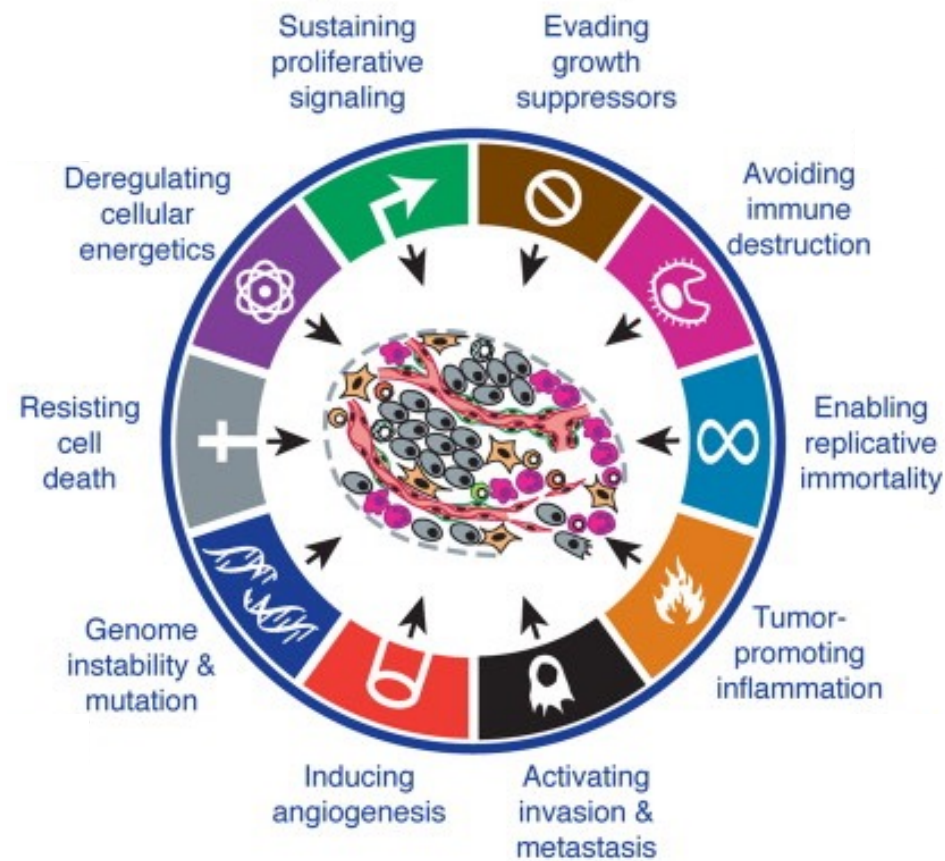 Sustaining
proliferative
signaling
Evading
growth
suppressors
Deregulating
cellular
energetics
Avoiding
immune
destruction
Resisting
cell
death
Enabling
replicative
immortality
Genome
instability &
mutation
Tumor-
promoting
inflammation
Inducing
angiogenesis
Activating
invasion &
metastasis